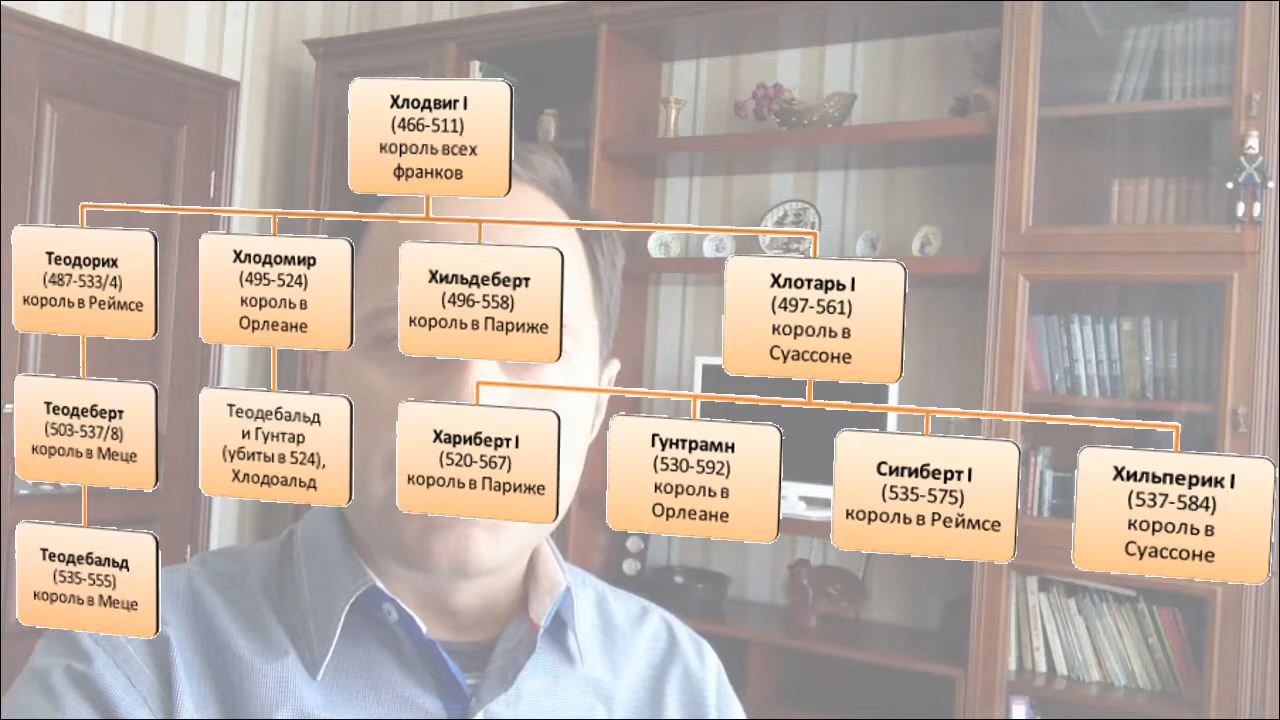 Хлодвиг I
(466-511)
король всех
франков
Теодорих
(487-533/4)
король в Реймсе
Хлодомир
(495-524)
король в
Орлеане
Хильдеберт
(496-558)
король в Париже
Хлотарь I
(497-561)
король в
Суассоне
Теодеберт
(503-537/8)
король в Меце
Теодебальд
и Гунтар
(убиты в 524),
Хлодоальд
Хариберт I
(520-567)
король в Париже
Гунтрамн
(530-592)
король в
Орлеане
Сигиберт I
(535-575)
король в Реймсе
Хильперик I
(537-584)
король в
Суассоне
Теодебальд
(535-555)
король в Меце